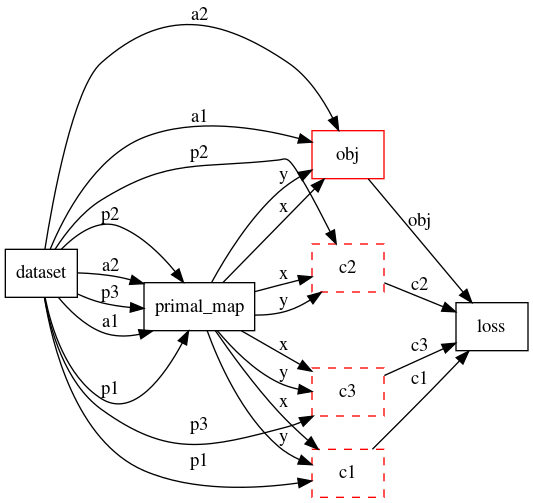 a2
a1
p2
obj
y
x
p2
obj
c2
dataset
a2
x
c2
p3
primal_map
y
a1
loss
x
c3
y
c3
c1
p1
x
p3
y
c1
p1